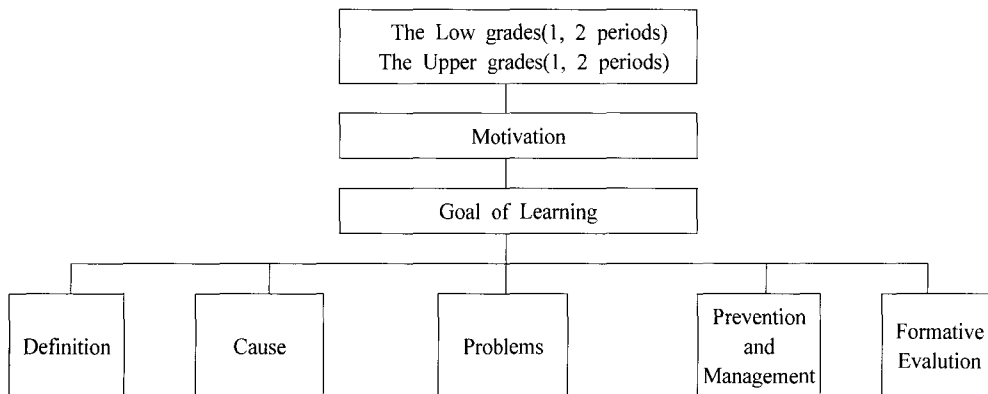 The Low grades(1, 2 periods)
The Upper grades(1, 2 periods)
Motivation
Goal of Learning
Definition
Cause
Problems
Prevention
and
Management
Formative
Evalution